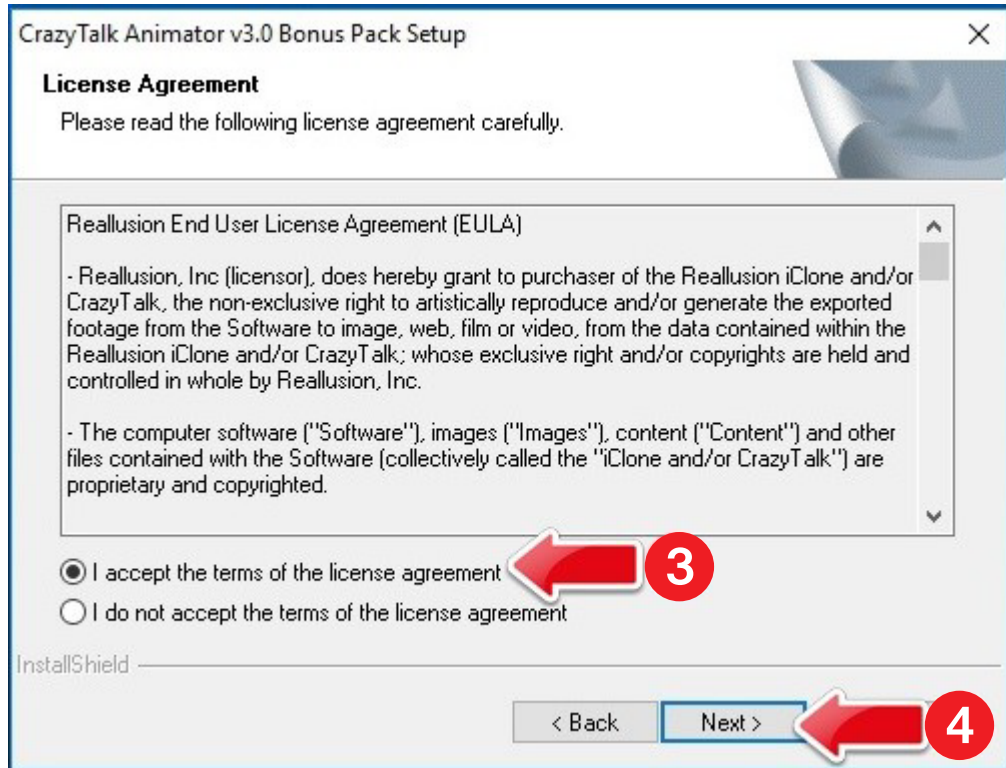 CrazyTalk Animator v3.0 Bonus Pack Setup
License Agreement
Please read the following license agreement carefully.
Reallusion End User License Agreement (EULA)
- Reallusion, Inc (licensor), does hereby grant to purchaser of the Reallusion iClone and/or
CrazyTalk, the non-exclusive right to artistically reproduce and/or generate the exported
footage from the Software to image, web, film or video, from the data contained within the
Reallusion iClone and/or CrazyTalk; whose exclusive right and/or copyrights are held and
controlled in whole by Reallusion, Inc.
- The computer software ("Software"), images ("Images"), content ("Content") and other
files contained with the Software (collectively called the "iClone and/or CrazyTalk") are
proprietary and copyrighted.
I accept the terms of the license agreement
3
I do not accept the terms of the license agreement
InstallShield
< Back
Next >
4